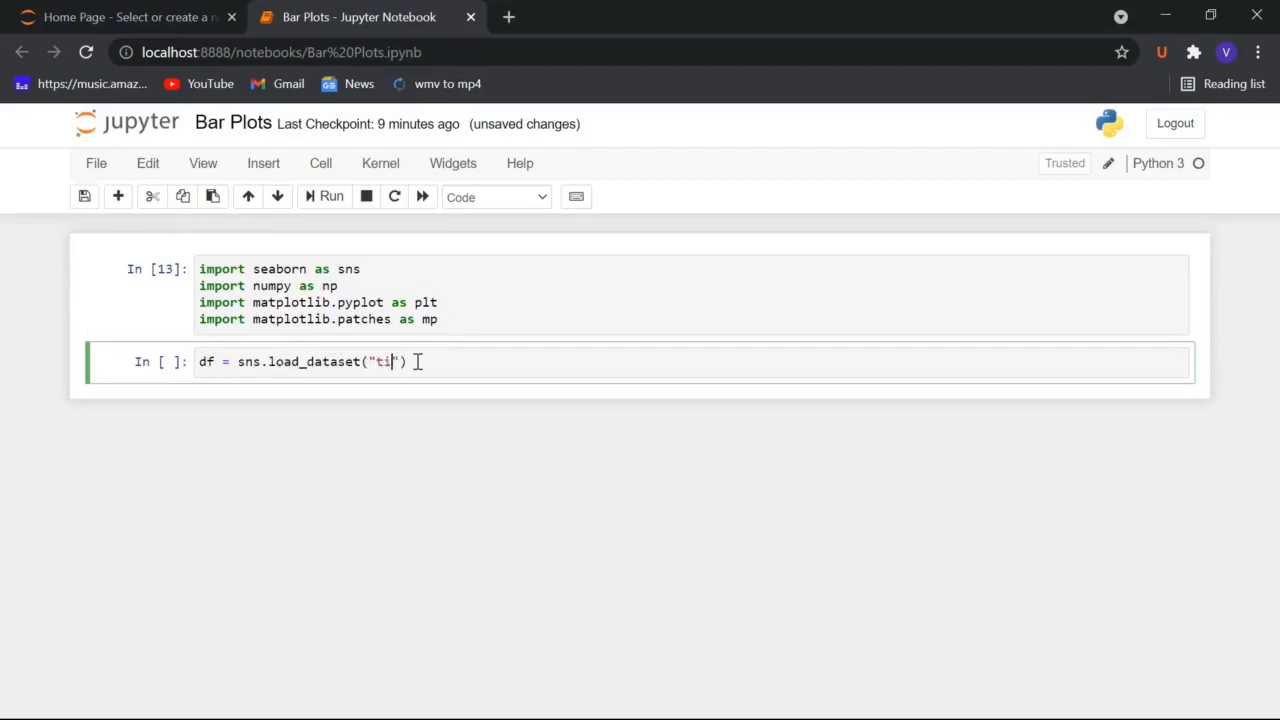 Home Page - Select or create a n
Bar Plots - Jupyter Notebook
localhost:8888/notebooks/Bar%20Plots.ipynb
U
V
https://music.amaz...
YouTube
Gmail
News
wmv to mp4
Reading list
jupyter Bar Plots Last Checkpoint: 9 minutes ago (unsaved changes)
Logout
File Edit View Insert Cell Kernel Widgets Help
Trusted
Python 3
Run
Code
In [13]: import seaborn as sns
import numpy as np
import matplotlib.pyplot as plt
import matplotlib.patches as mp
In [ ]: df = sns.load_dataset("ti")